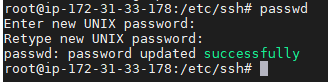 root@ip-172-31-33-178:/etc/ssh# passwd
Enter new UNIX password:
Retype new UNIX password:
passwd: password updated successfully
root@ip-172-31-33-178:/etc/ssh#